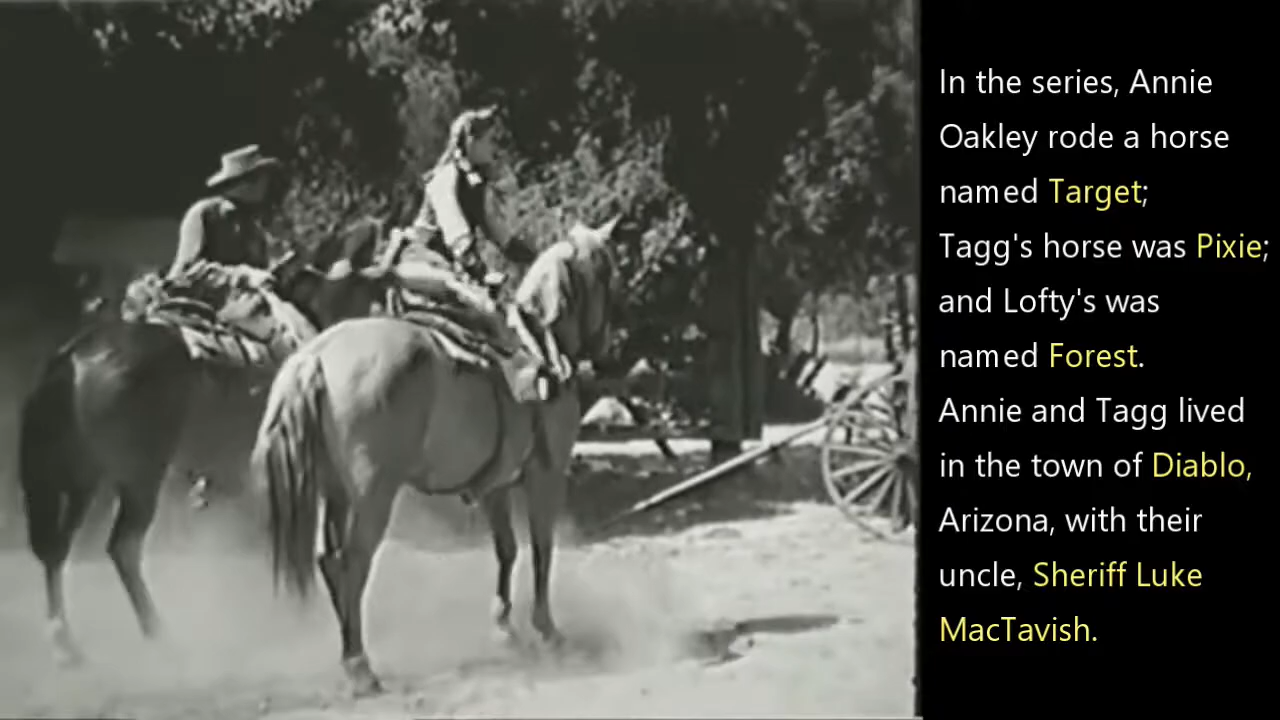 In the series, Annie
Oakley rode a horse
named Target;
Tagg's horse was Pixie;
and Lofty's was
named Forest.
Annie and Tagg lived
in the town of Diablo,
Arizona, with their
uncle, Sheriff Luke
MacTavish.